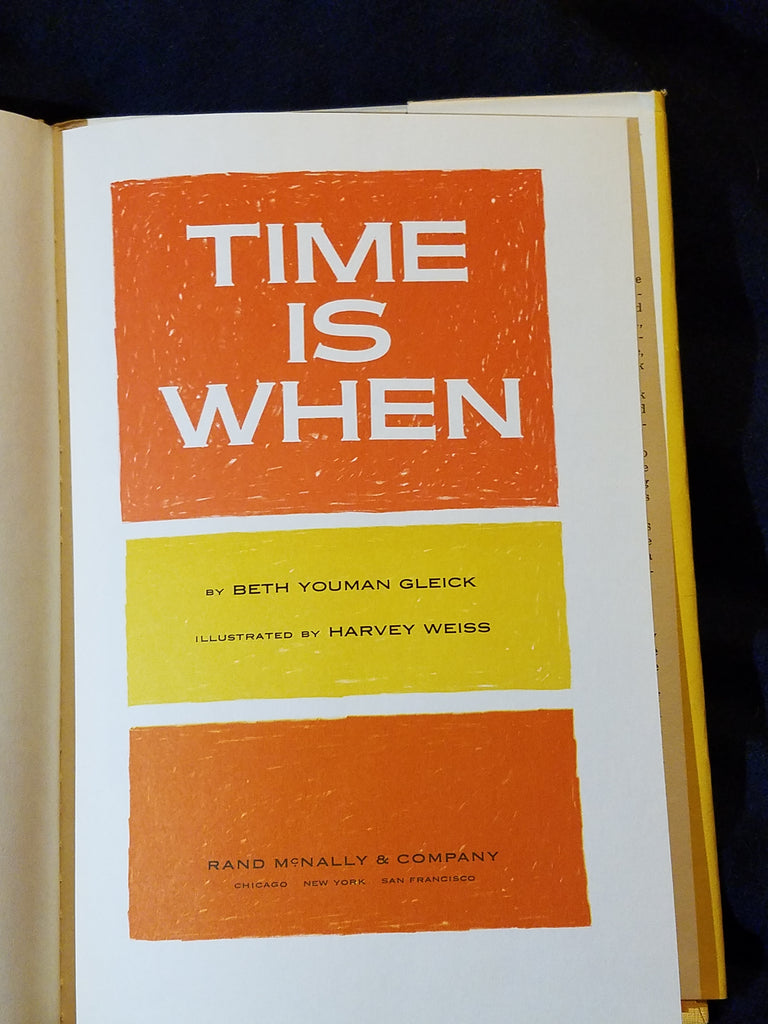 TIME
IS
WHEN
BY BETH YOUMAN GLEICK
ILLUSTRATED BY HARVEY WEISS
RAND McNALLY & COMPANY
CHICAGO NEW YORK SAN FRANCISCO